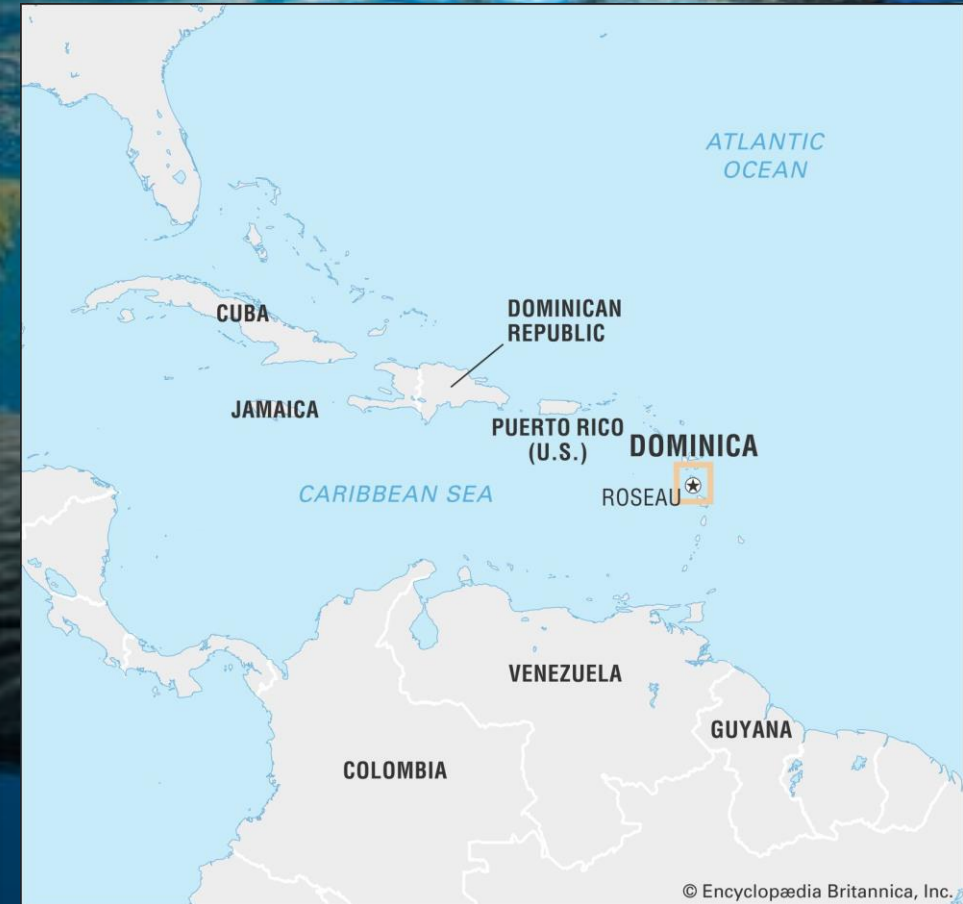 ATLANTIC
OCEAN
CUBA
DOMINICAN
REPUBLIC
JAMAICA
PUERTO RICO
(U.S.)
DOMINICA
CARIBBEAN SEA
ROSEAU
VENEZUELA
GUYANA
COLOMBIA
© Encyclopædia Britannica, Inc.